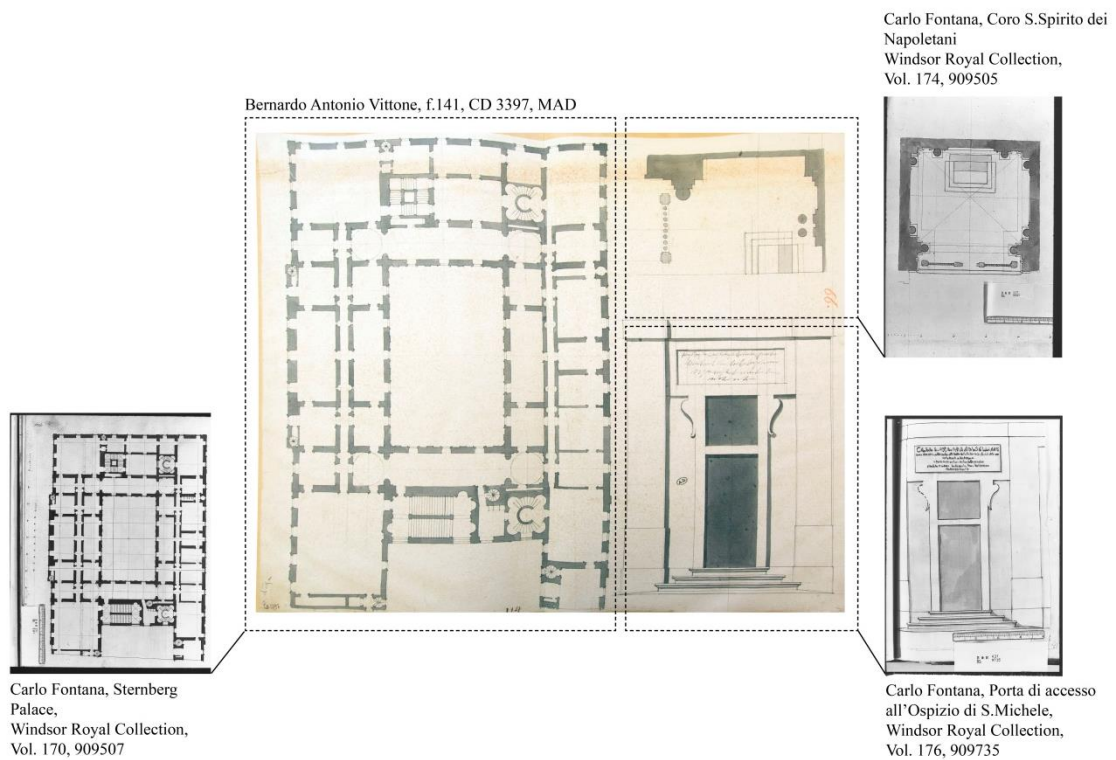 Carlo Fontana, Coro S.Spirito dei
Napoletani
Windsor Royal Collection,
Vol. 174, 909505
Bernardo Antonio Vittone, f.141, CD 3397, MAD
66.
Carlo Fontana, Sternberg
Palace,
Windsor Royal Collection,
Vol. 170, 909507
Carlo Fontana, Porta di accesso
all'Ospizio di S.Michele,
Windsor Royal Collection,
Vol. 176, 909735